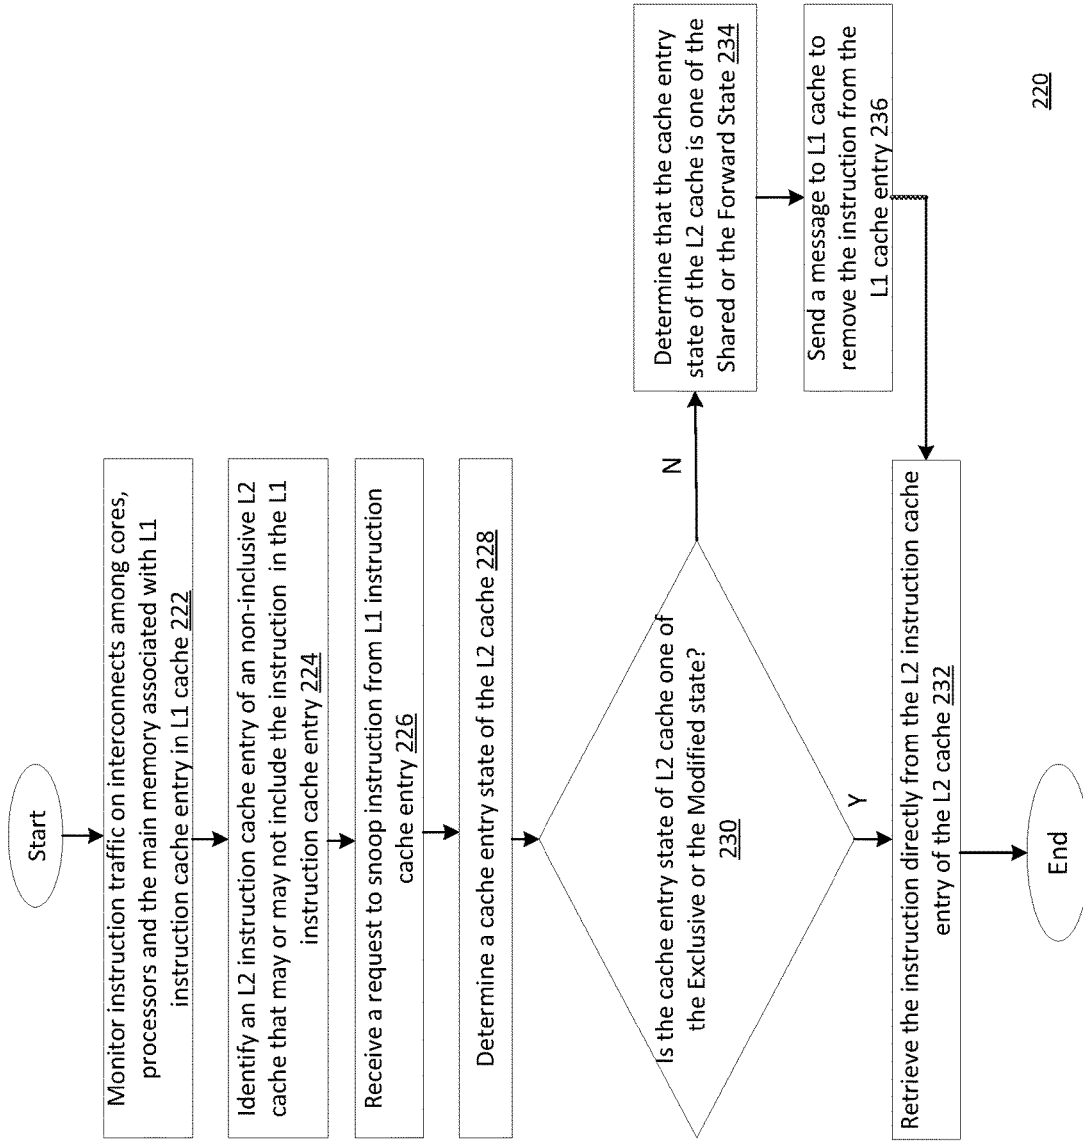 Start
Monitor instruction traffic on interconnects among cores,
processors and the main memory associated with L1
instruction cache entry in L1 cache 222
Identify an L2 instruction cache entry of an non-inclusive L2
cache that may or may not include the instruction in the L1
instruction cache entry 224
Receive a request to snoop instruction from L1 instruction
cache entry 226
Determine a cache entry state of the L2 cache 228
Is the cache entry state of L2 cache one of
the Exclusive or the Modified state?
230
N
Determine that the cache entry
state of the L2 cache is one of the
Shared or the Forward State 234
Send a message to L1 cache to
remove the instruction from the
L1 cache entry 236
Y
Retrieve the instruction directly from the L2 instruction cache
entry of the L2 cache 232
End
220